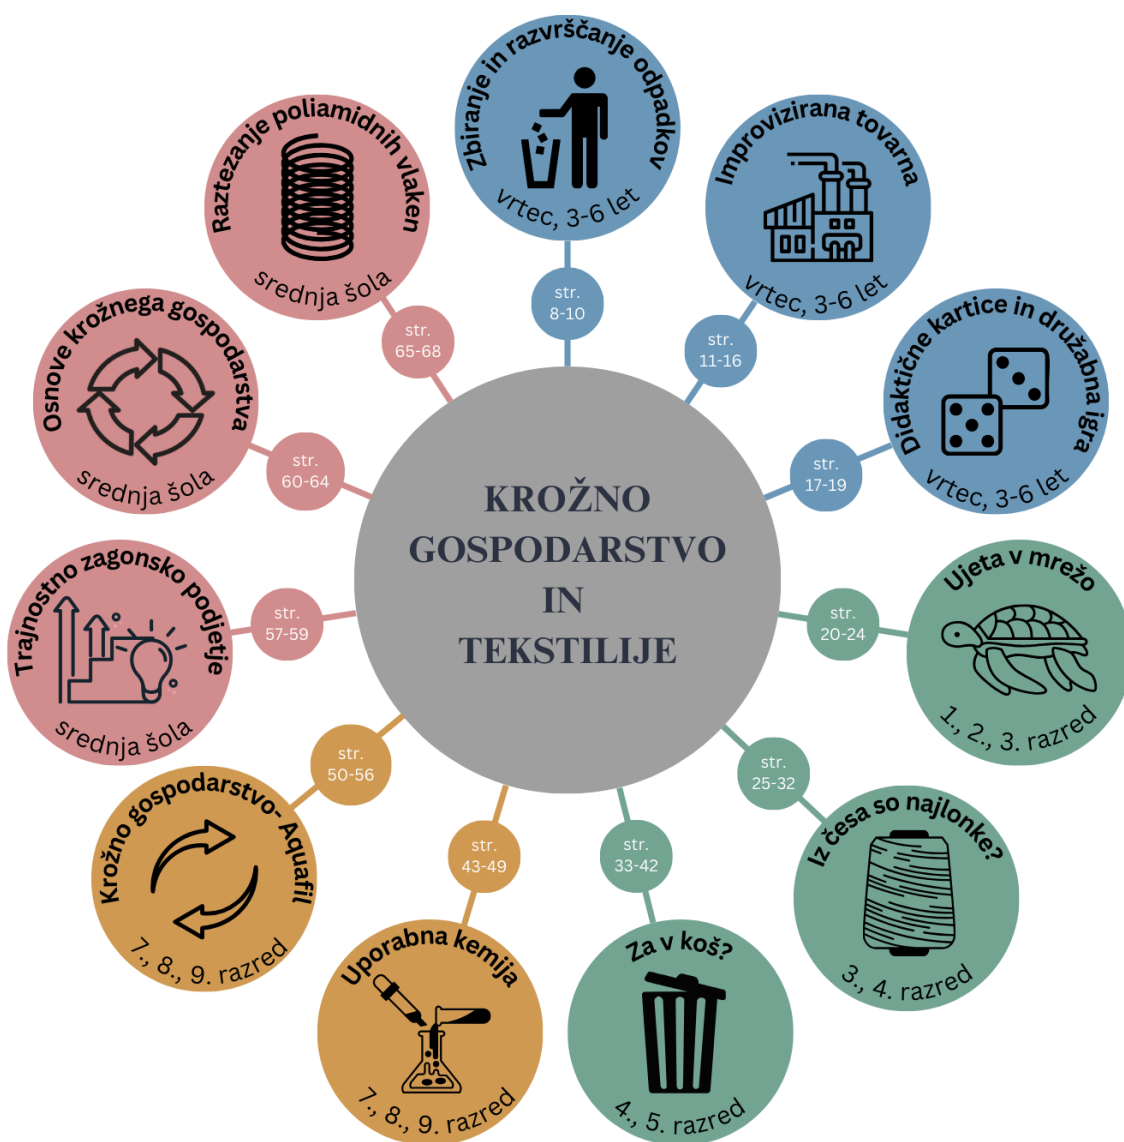 KROŽNO
GOSPODARSTVO
IN
TEKSTILIJE
Zbiranje in razvrščanje odpadkov
vrtec, 3-6 let
str.
8-10
Improvizirana tovarna
vrtec, 3-6 let
str.
11-16
Didaktične kartice in družabna igra
vrtec, 3-6 let
str.
17-19
Ujeta v mrežo
1., 2., 3. razred
str.
20-24
Iz česa so najlonke?
3., 4. razred
str.
25-32
Za v koš?
4., 5. razred
str.
33-42
Uporabna kemija
7., 8., 9. razred
str.
43-49
Krožno gospodarstvo- Aquafil
7., 8., 9. razred
str.
50-56
Trajnostno zagonsko podjetje
srednja šola
str.
57-59
Osnove krožnega gospodarstva
srednja šola
str.
60-64
Raztezanje poliamidnih vlaken
srednja šola
str.
65-68